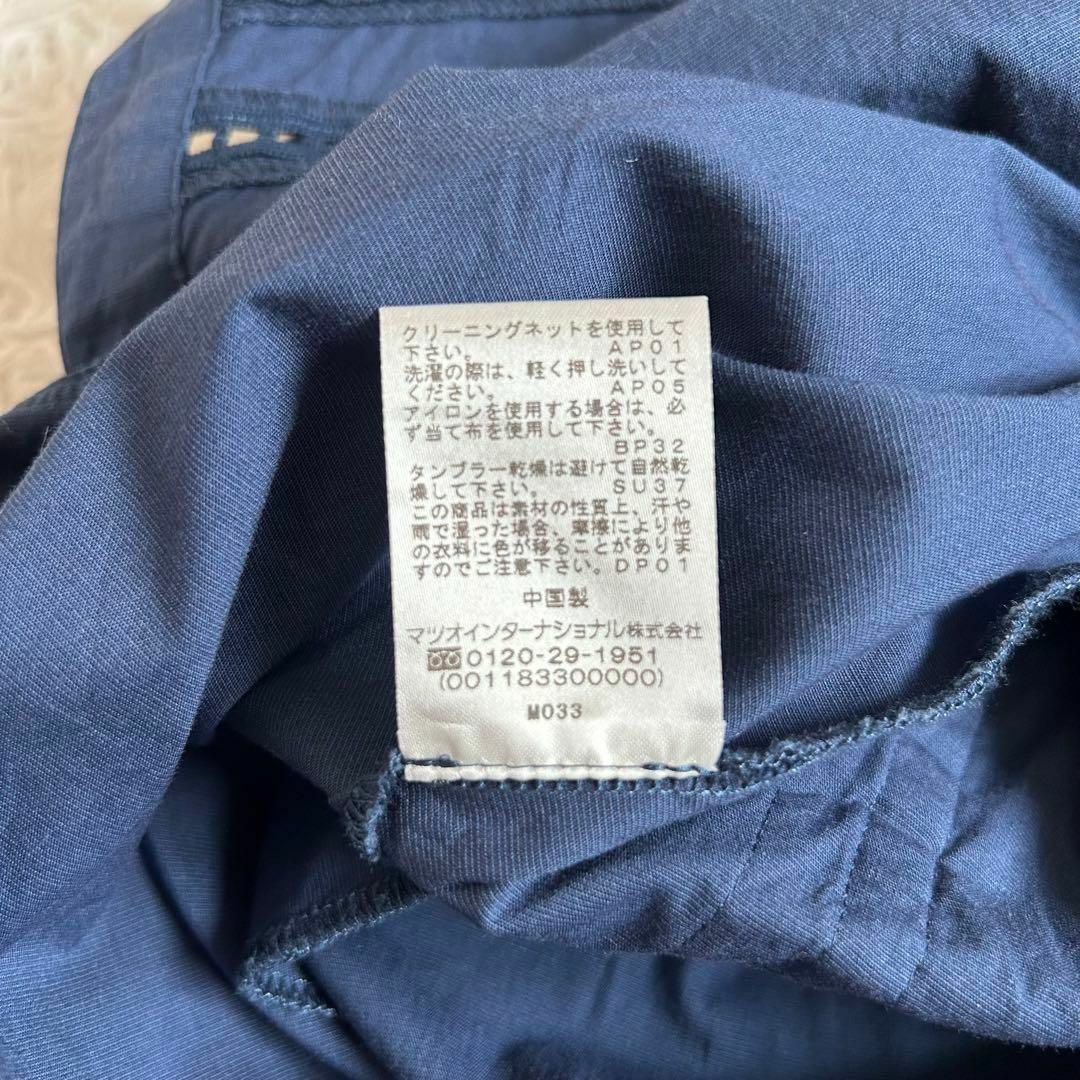 クリーニングネットを使用して
下さい。 AP01
洗濯の際は、軽く押し洗いして
ください。 AP05
アイロンを使用する場合は、必
ず当て布を使用して下さい。
BP32
タンブラー乾燥は避けて自然乾
燥して下さい。 SU37
この商品は素材の性質上、汗や
雨で湿った場合、摩擦により他
の衣料に色が移ることがありま
すのでご注意下さい。DP01
中国製
マツオインターナショナル株式会社
0120-29-1951
(001183300000)
M033